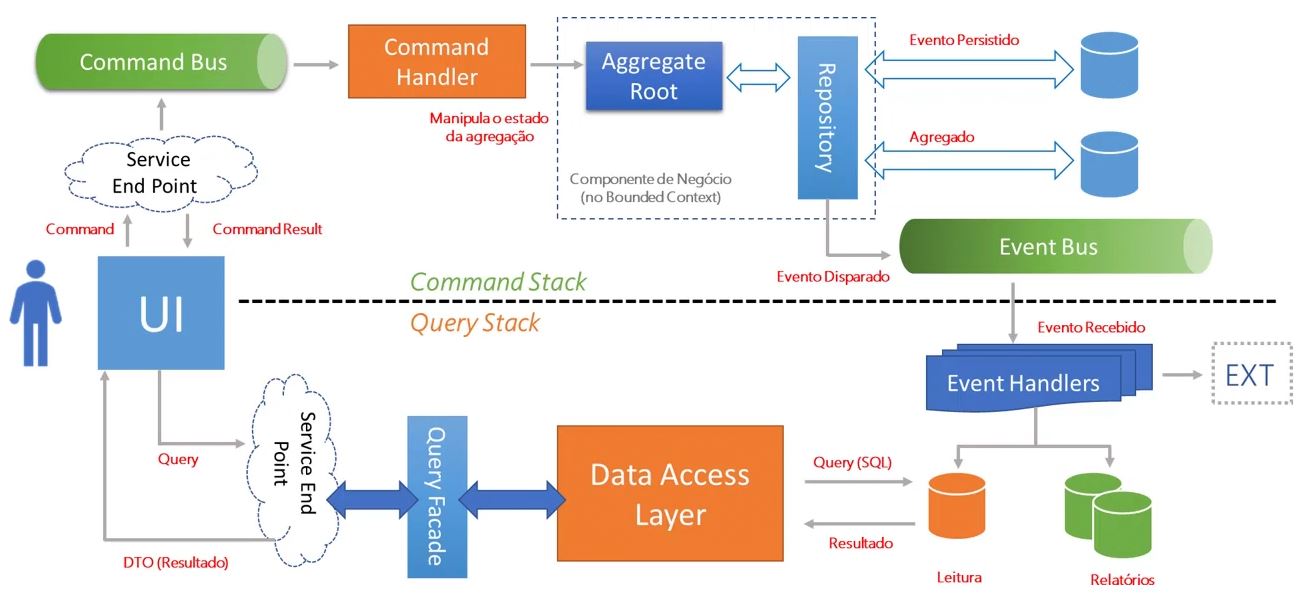 Command Bus
Command
Handler
Manipula o estado
da agregação
Aggregate
Root
Repository
Componente de Negócio
(no Bounded Context)
Evento Persistido
Agregado
Service
End Point
Command
Command Result
Evento Disparado
Event Bus
UI
Command Stack
Query Stack
Evento Recebido
Event Handlers
EXT
Query
Service End
Point
DTO (Resultado)
Query Facade
Data Access
Layer
Query (SQL)
Resultado
Leitura
Relatórios